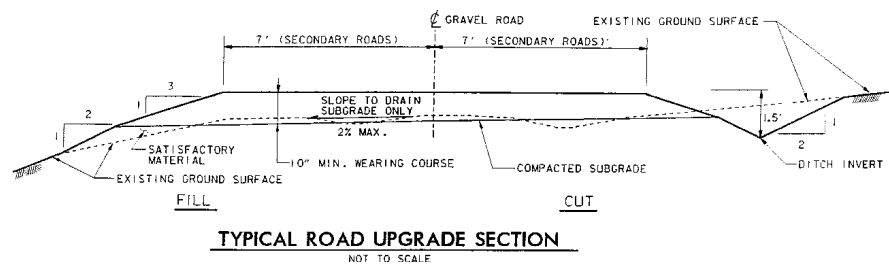 ℄ GRAVEL ROAD
EXISTING GROUND SURFACE
7' (SECONDARY ROADS)
7' (SECONDARY ROADS)
3
1
2
1
SLOPE TO DRAIN
SUBGRADE ONLY
2% MAX.
1.5'
1
2
SATISFACTORY
MATERIAL
10" MIN. WEARING COURSE
COMPACTED SUBGRADE
DITCH INVERT
EXISTING GROUND SURFACE
FILL
CUT
TYPICAL ROAD UPGRADE SECTION
NOT TO SCALE